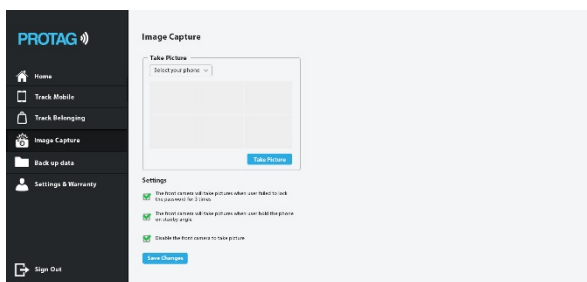 PROTAG
Home
Track Mobile
Track Belonging
Image Capture
Back up data
Settings & Warranty
Sign Out
Image Capture
Take Picture
Select your phone
Take Picture
Settings
The front camera will take pictures when user failed to lock
the password for 3 times
The front camera will take pictures when user hold the phone
on standby angle
Disable the front camera to take picture
Save Changes